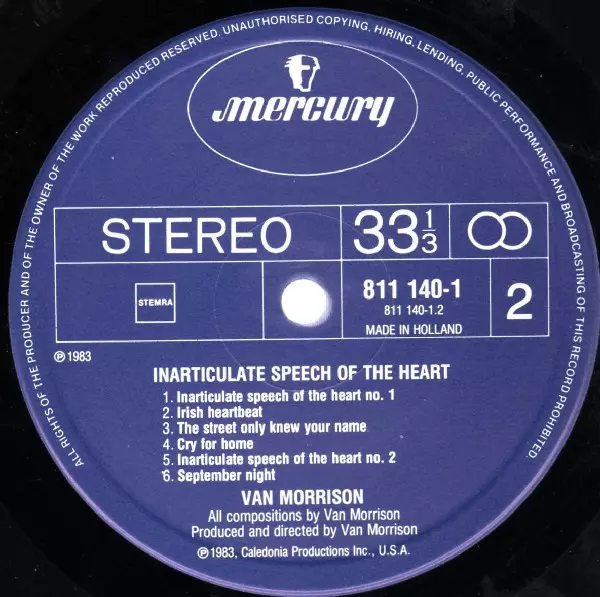 ALL RIGHTS OF THE PRODUCER AND OF THE OWNER OF THE WORK REPRODUCED RESERVED. UNAUTHORISED COPYING, HIRING, LENDING, PUBLIC PERFORMANCE AND BROADCASTING OF THIS RECORD PROHIBITED.
mercury
STEREO 33 1/3
STEMRA
811 140-1
811 140-1.2
MADE IN HOLLAND
2
℗ 1983
INARTICULATE SPEECH OF THE HEART
1. Inarticulate speech of the heart no. 1
2. Irish heartbeat
3. The street only knew your name
4. Cry for home
5. Inarticulate speech of the heart no. 2
6. September night
VAN MORRISON
All compositions by Van Morrison
Produced and directed by Van Morrison
℗1983, Caledonia Productions Inc., U.S.A.